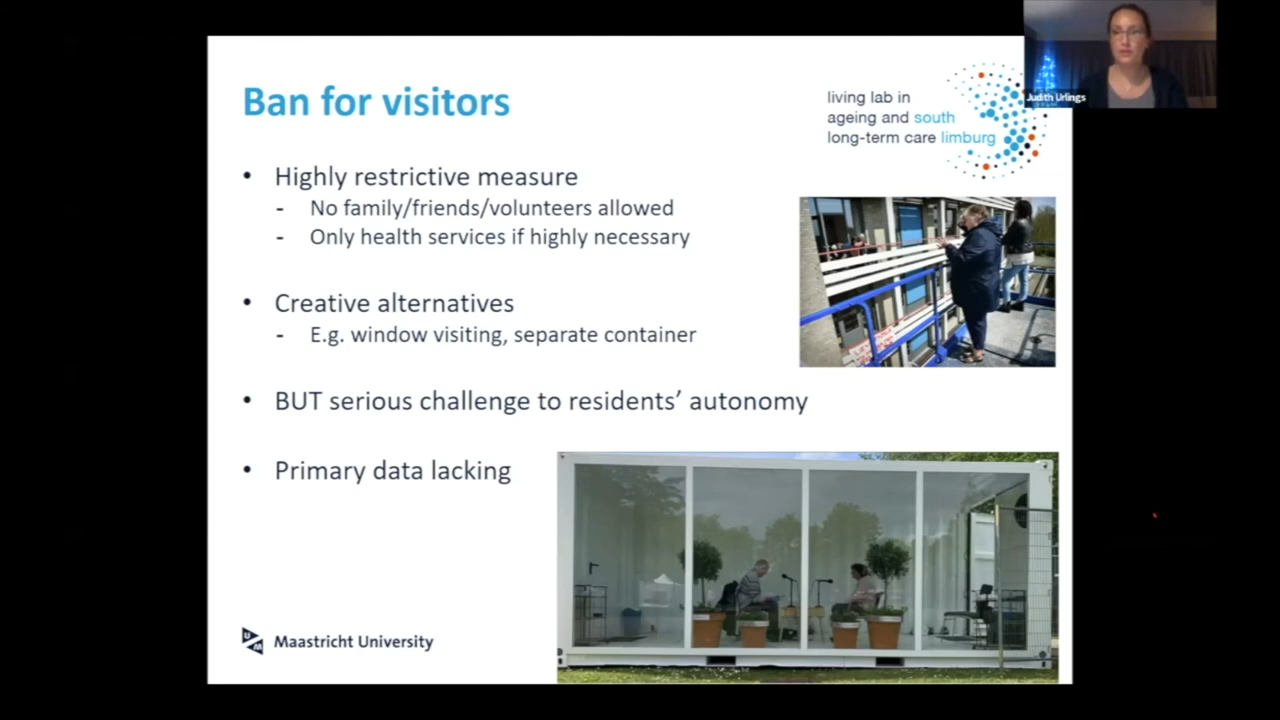 Ban for visitors
living lab in
ageing and south
long-term care limburg
Judith Urlings
• Highly restrictive measure
- No family/friends/volunteers allowed
- Only health services if highly necessary
• Creative alternatives
- E.g. window visiting, separate container
• BUT serious challenge to residents' autonomy
• Primary data lacking
UM
Maastricht University